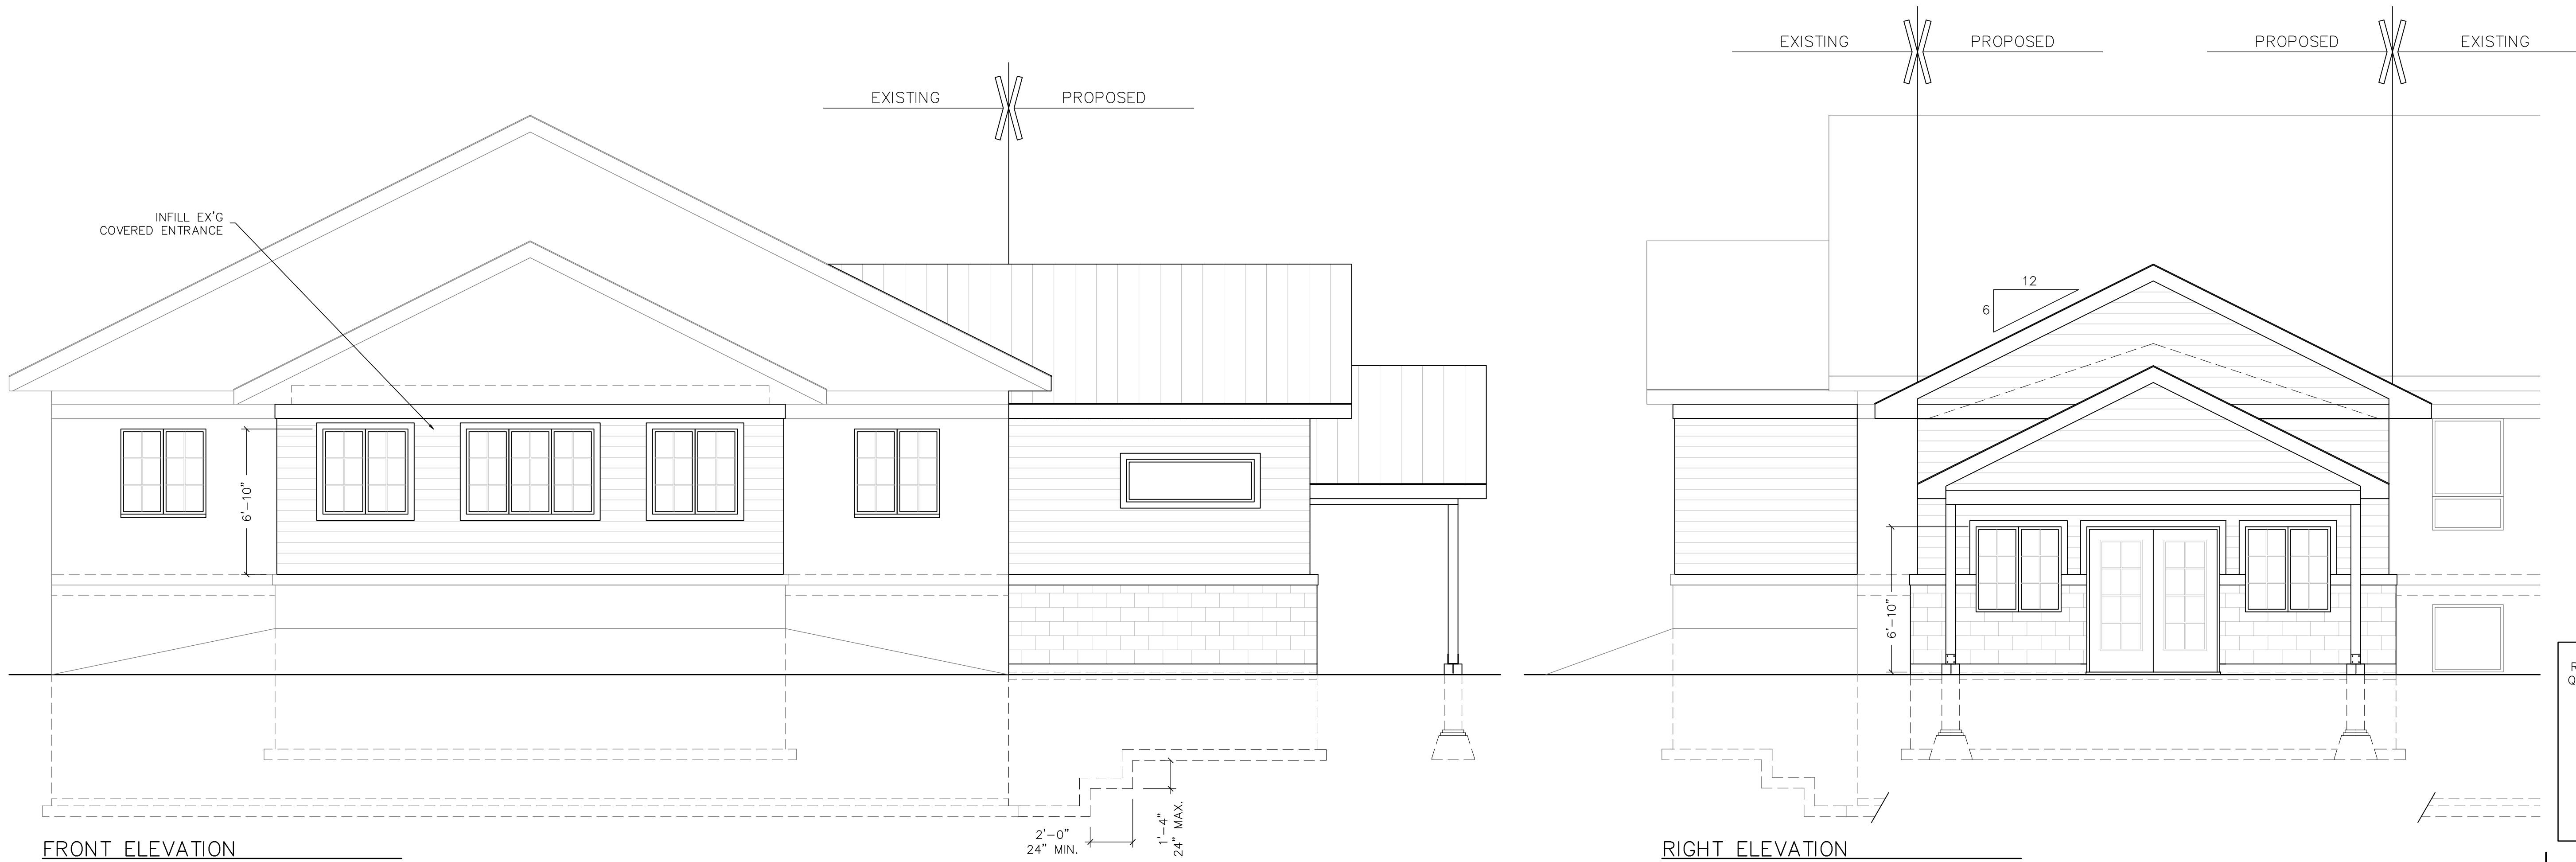 EXISTING
PROPOSED
INFILL EX'G
COVERED ENTRANCE
6'-10"
2'-0"
24" MIN.
1'-4"
24" MAX.
FRONT ELEVATION
EXISTING
PROPOSED
PROPOSED
EXISTING
12
6
6'-10"
RIGHT ELEVATION
R
Q